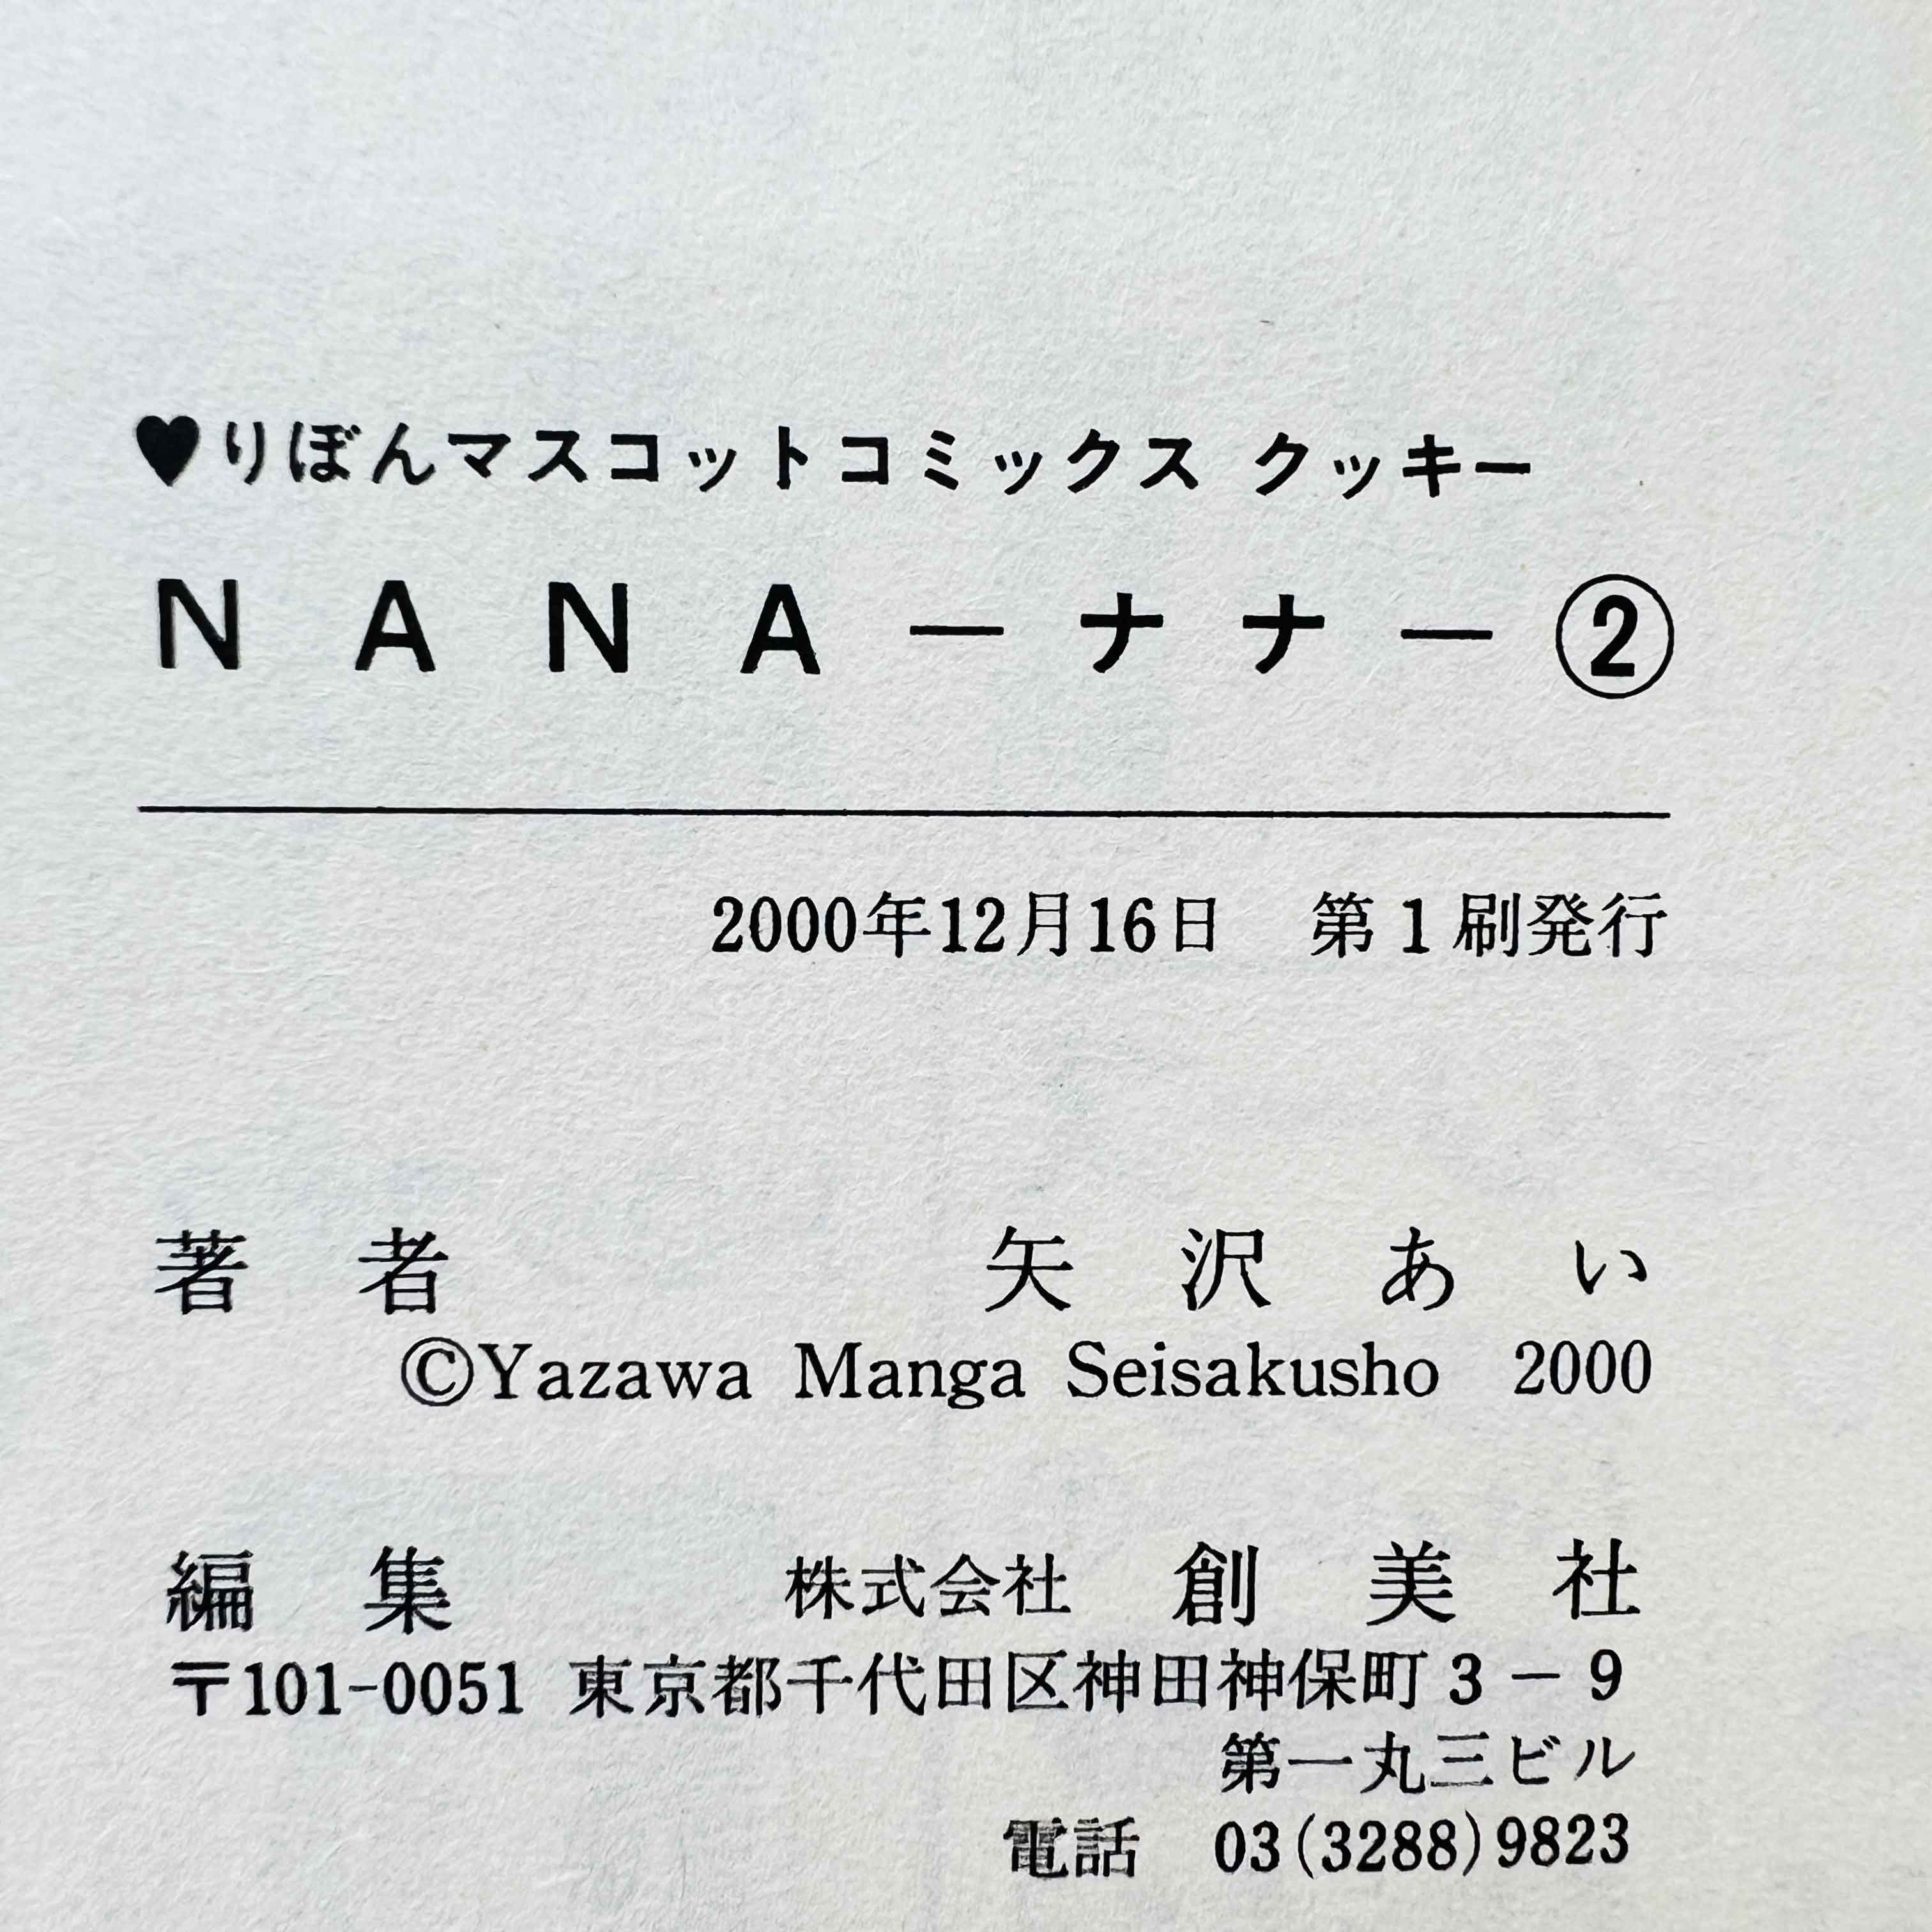 ♥りぼんマスコットコミックス クッキー
NANA―ナナ―②
2000年12月16日 第1刷発行
著者 矢沢あい
©Yazawa Manga Seisakusho 2000
編集 株式会社 創美社
〒101-0051 東京都千代田区神田神保町3－9
第一丸三ビル
電話 03(3288)9823